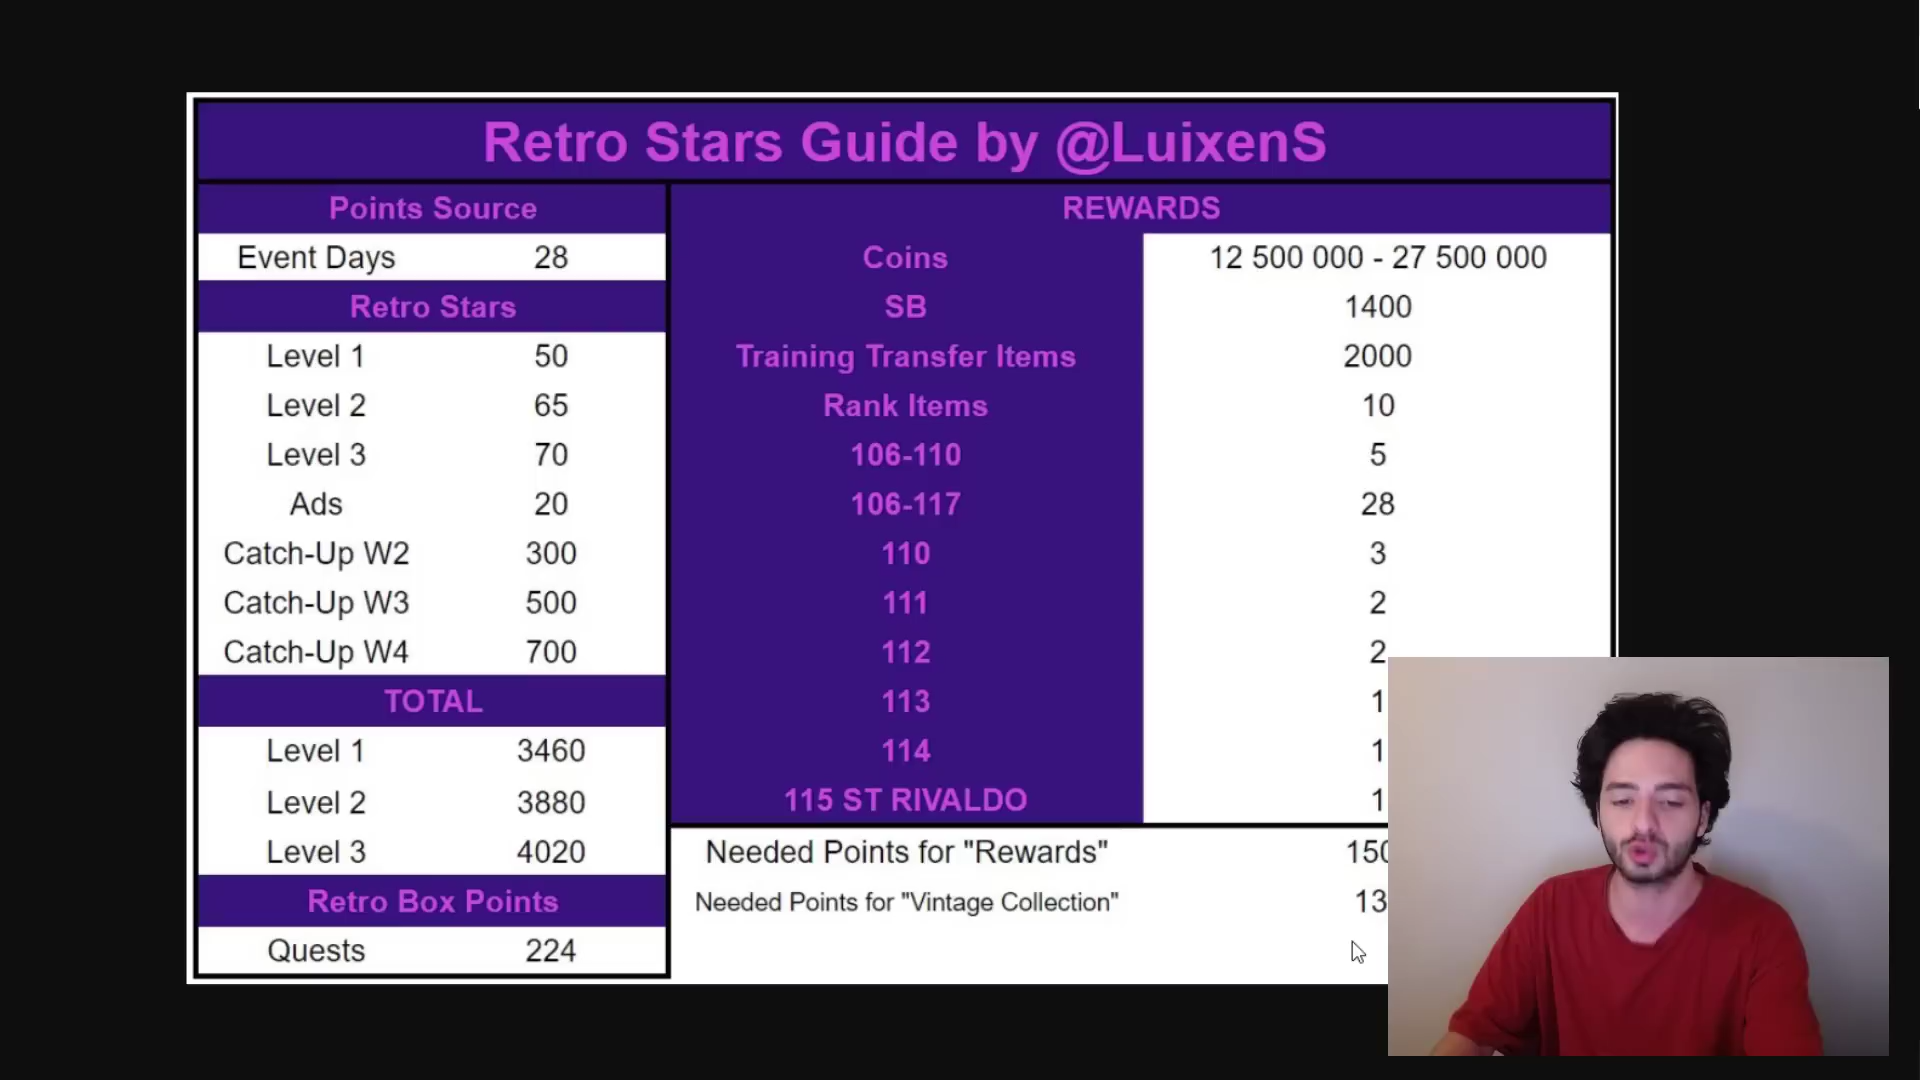 Retro Stars Guide by @LuixenS
Points Source
Event Days 28
Retro Stars
Level 1 50
Level 2 65
Level 3 70
Ads 20
Catch-Up W2 300
Catch-Up W3 500
Catch-Up W4 700
TOTAL
Level 1 3460
Level 2 3880
Level 3 4020
Retro Box Points
Quests 224
REWARDS
Coins 12 500 000 - 27 500 000
SB 1400
Training Transfer Items 2000
Rank Items 10
106-110 5
106-117 28
110 3
111 2
112 2
113 1
114 1
115 ST RIVALDO 1
Needed Points for "Rewards"
Needed Points for "Vintage Collection"